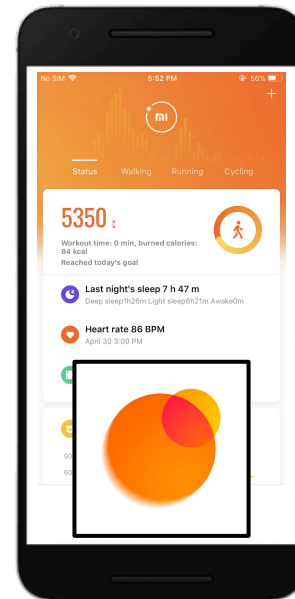 No SIM 5:52 PM 56%
mi
Status Walking Running Cycling
5350
Workout time: 0 min, burned calories:
84 kcal
Reached today's goal
Last night's sleep 7 h 47 m
Deep sleep1h26m Light sleep6h21m Awake0m
Heart rate 86 BPM
April 30 3:00 PM